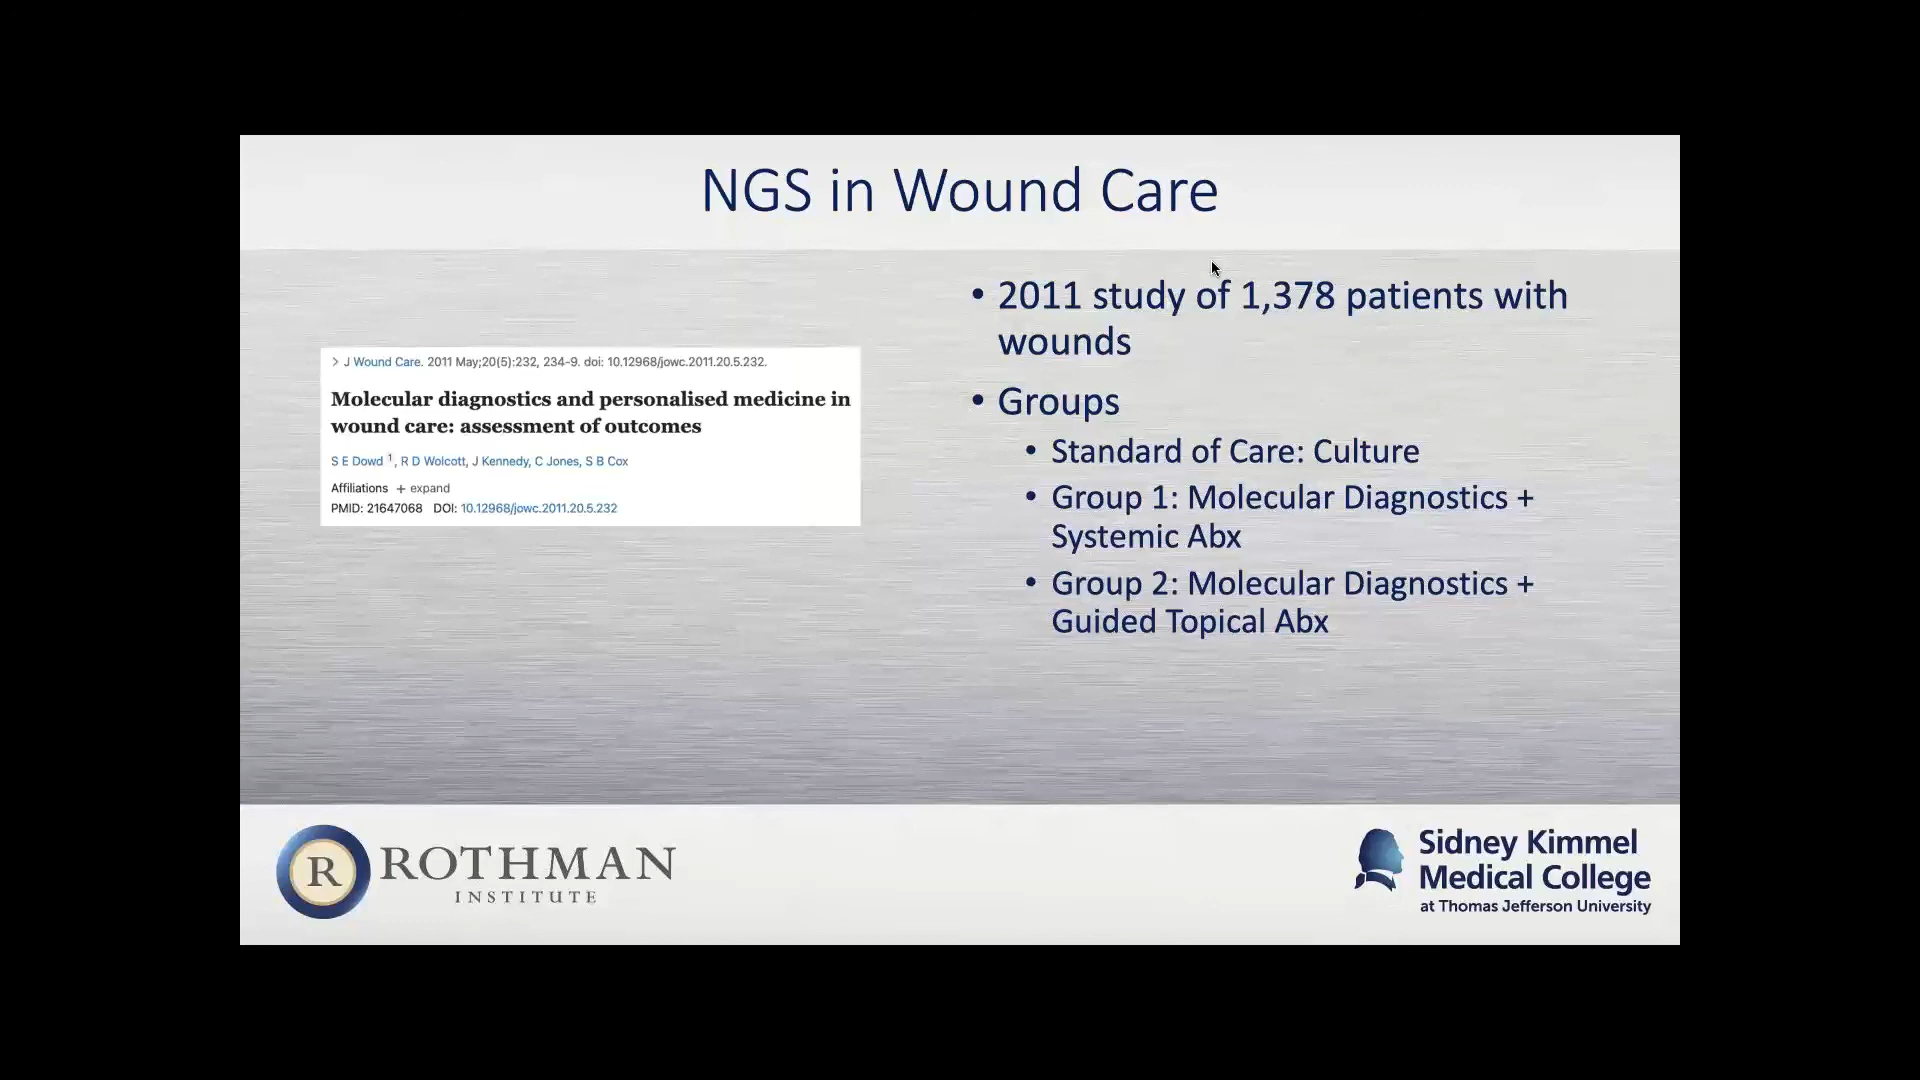 NGS in Wound Care
> J Wound Care. 2011 May;20(5):232, 234-9. doi: 10.12968/jowc.2011.20.5.232.
Molecular diagnostics and personalised medicine in
wound care: assessment of outcomes
S E Dowd 1, R D Wolcott, J Kennedy, C Jones, S B Cox
Affiliations + expand
PMID: 21647068 DOI: 10.12968/jowc.2011.20.5.232
• 2011 study of 1,378 patients with
wounds
• Groups
• Standard of Care: Culture
• Group 1: Molecular Diagnostics +
Systemic Abx
• Group 2: Molecular Diagnostics +
Guided Topical Abx
R ROTHMAN
INSTITUTE
Sidney Kimmel
Medical College
at Thomas Jefferson University